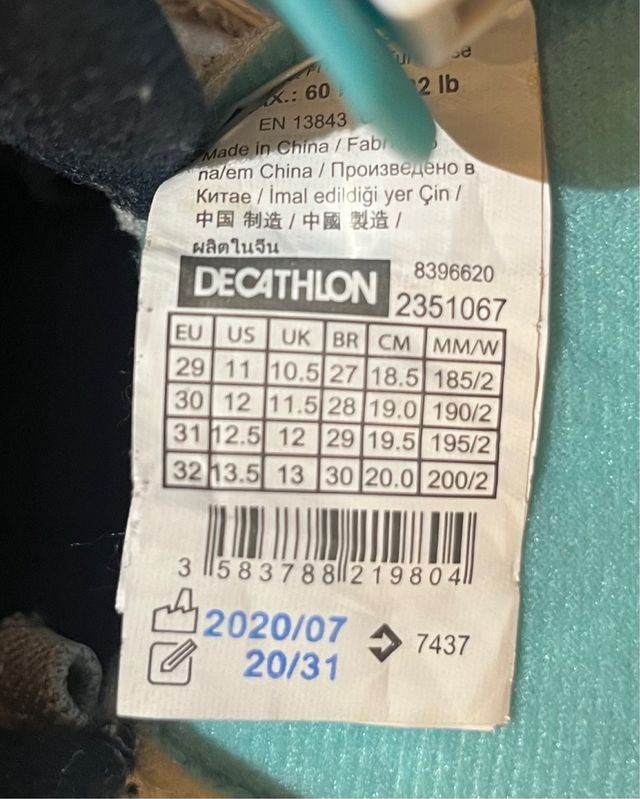 .: 60 2 lb
EN 13843
Made in China / Fab
na/em China / Произведено в
Китае / İmal edildiği yer Çin /
中国 制造 / 中國 製造 /
ผลิตในจีน
DECATHLON 8396620
2351067
EU US UK BR CM MM/W
29 11 10.5 27 18.5 185/2
30 12 11.5 28 19.0 190/2
31 12.5 12 29 19.5 195/2
32 13.5 13 30 20.0 200/2
3 583788 219804
2020/07 7437
20/31